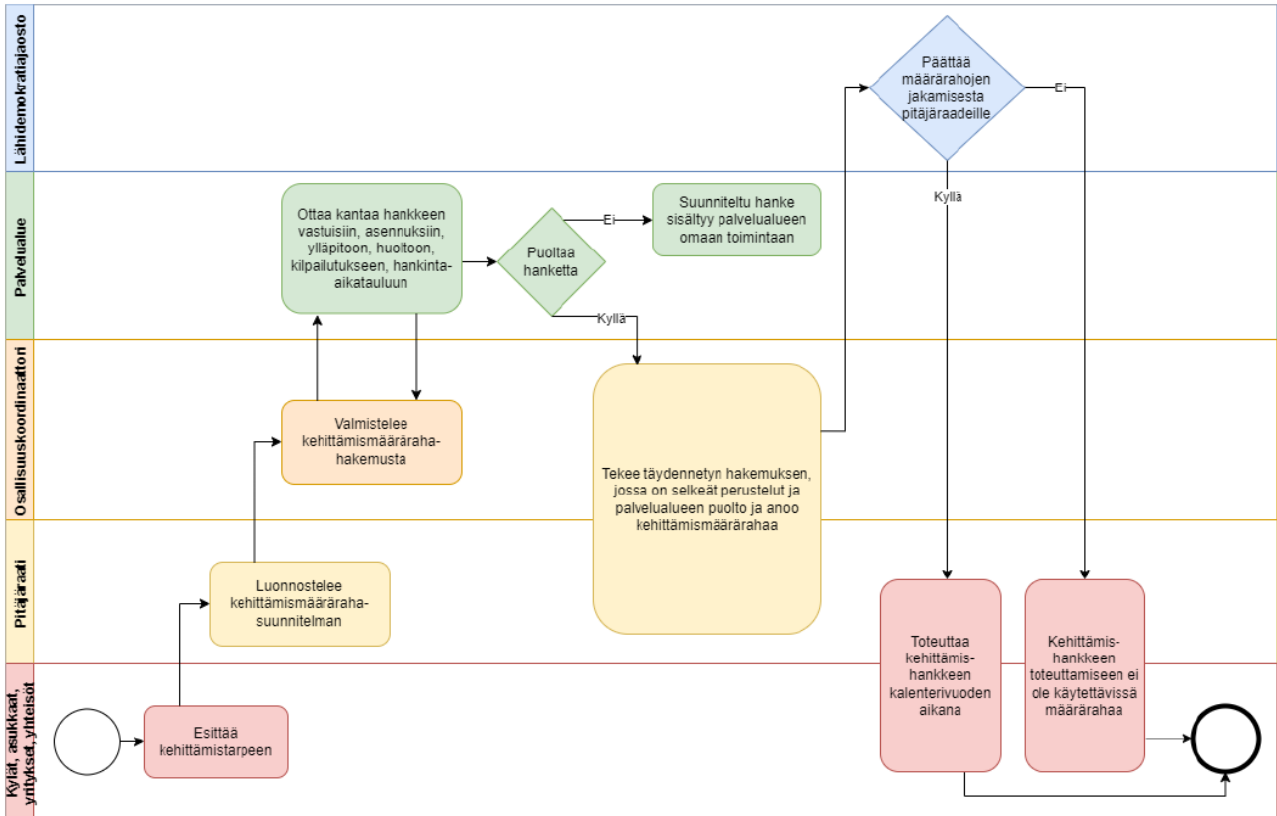 Lähidemokratiajaosto
Päättää
määrärahojen
jakamisesta
pitäjäraadeille
Ei
Kyllä
Palvelualue
Ottaa kantaa hankkeen
vastuisiin, asennuksiin,
ylläpitoon, huoltoon,
kilpailutukseen, hankinta-
aikatauluun
Puoltaa
hanketta
Ei
Suunniteltu hanke
sisältyy palvelualueen
omaan toimintaan
Kyllä
Osallisuuskoordinaattori
Valmistelee
kehittämismääräraha-
hakemusta
Tekee täydennetyn hakemuksen,
jossa on selkeät perustelut ja
palvelualueen puolto ja anoo
kehittämismäärärahaa
Pitäjäraati
Luonnostelee
kehittämismääräraha-
suunnitelman
Toteuttaa
kehittämis-
hankkeen
kalenterivuoden
aikana
Kehittämis-
hankkeen
toteuttamiseen ei
ole käytettävissä
määrärahaa
Kylät, asukkaat,
yritykset, yhteisöt
Esittää
kehittämistarpeen